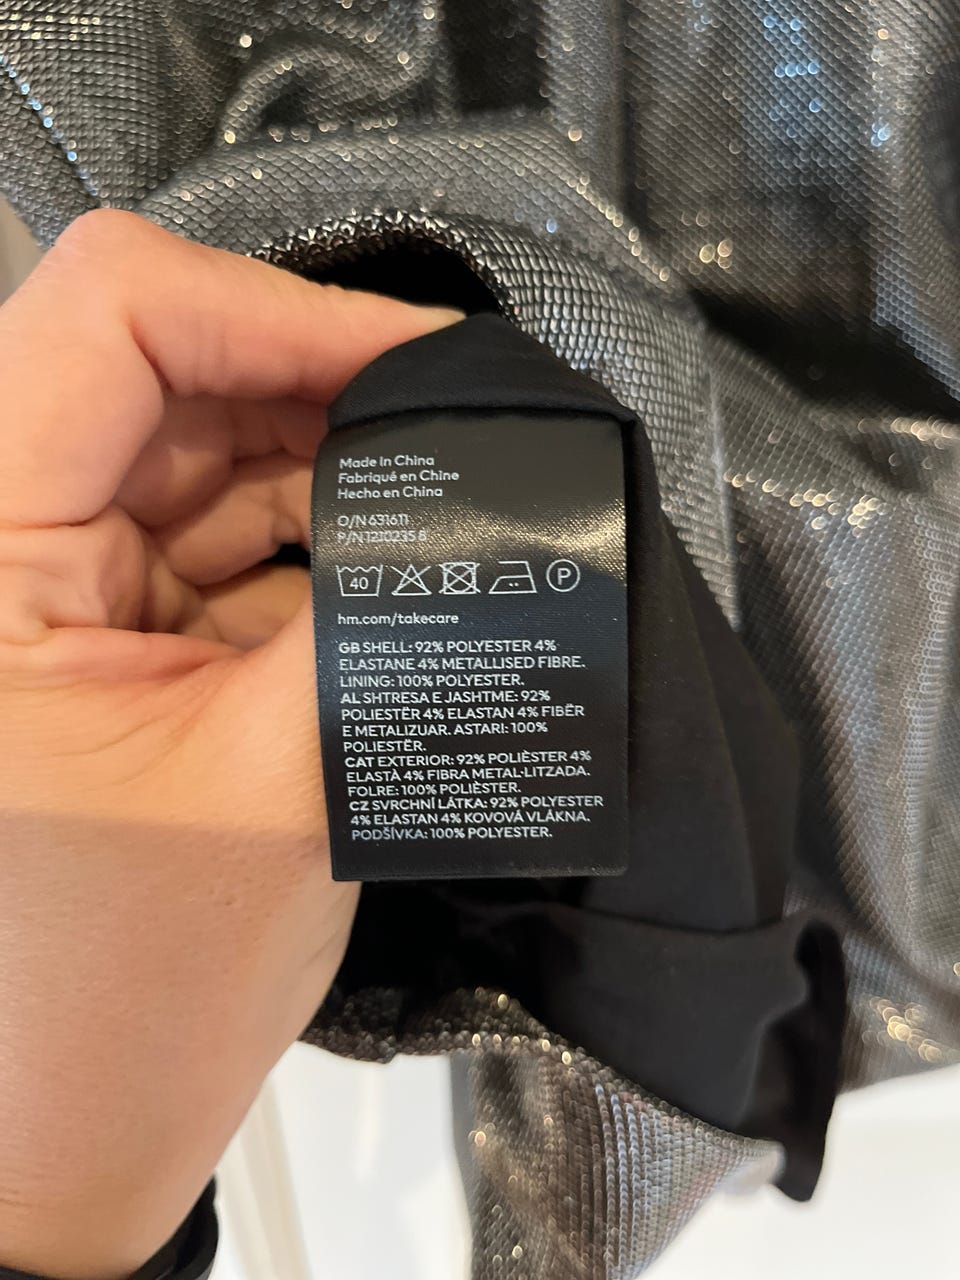 Made In China
Fabriqué en Chine
Hecho en China
O/N 631611
P/N 1210235 8
40 P
hm.com/takecare
GB SHELL: 92% POLYESTER 4%
ELASTANE 4% METALLISED FIBRE.
LINING: 100% POLYESTER.
AL SHTRESA E JASHTME: 92%
POLIESTËR 4% ELASTAN 4% FIBËR
E METALIZUAR. ASTARI: 100%
POLIESTËR.
CAT EXTERIOR: 92% POLIÈSTER 4%
ELASTÀ 4% FIBRA METAL·LITZADA.
FOLRE: 100% POLIÈSTER.
CZ SVRCHNÍ LÁTKA: 92% POLYESTER
4% ELASTAN 4% KOVOVÁ VLÁKNA.
PODŠÍVKA: 100% POLYESTER.